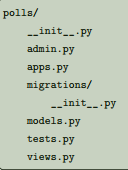 polls/
    __init__.py
    admin.py
    apps.py
    migrations/
        __init__.py
    models.py
    tests.py
    views.py